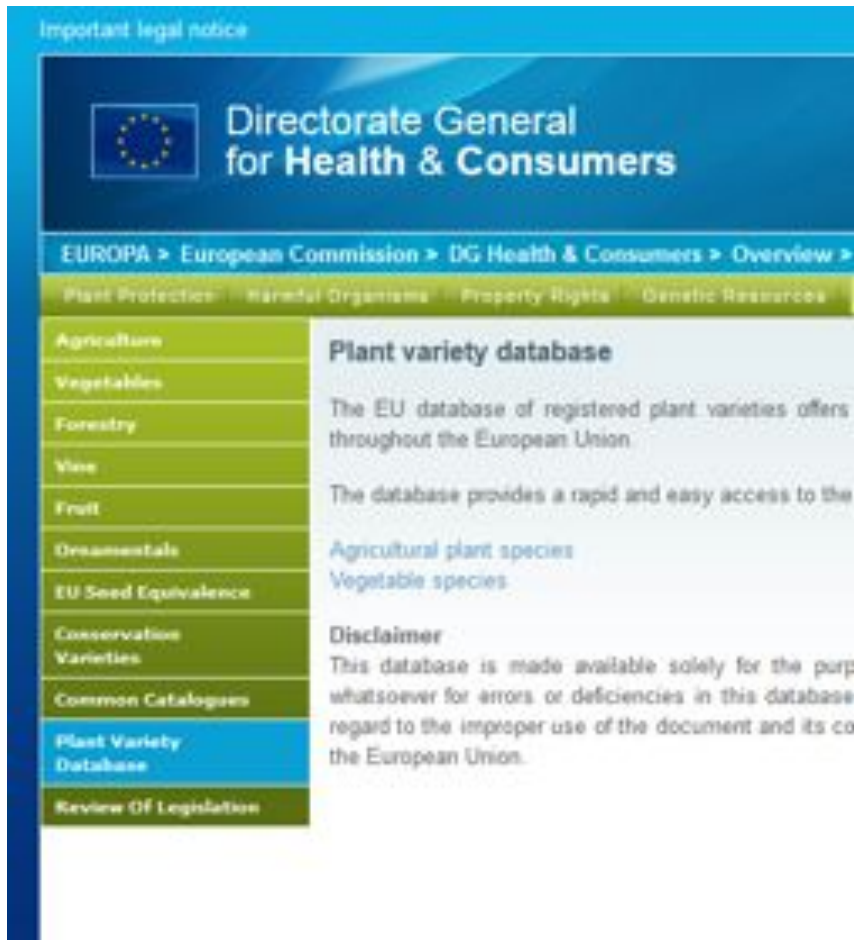 Important legal notice
Directorate General
for Health & Consumers
EUROPA > European Commission > DG Health & Consumers > Overview >
Plant Protection Harmful Organisms Property Rights Genetic Resources
Agriculture
Vegetables
Forestry
Vine
Fruit
Ornamentals
EU Seed Equivalence
Conservation
Varieties
Common Catalogues
Plant Variety
Database
Review Of Legislation
Plant variety database
The EU database of registered plant varieties offers
throughout the European Union.
The database provides a rapid and easy access to the
Agricultural plant species
Vegetable species
Disclaimer
This database is made available solely for the purp
whatsoever for errors or deficiencies in this database
regard to the improper use of the document and its co
the European Union.